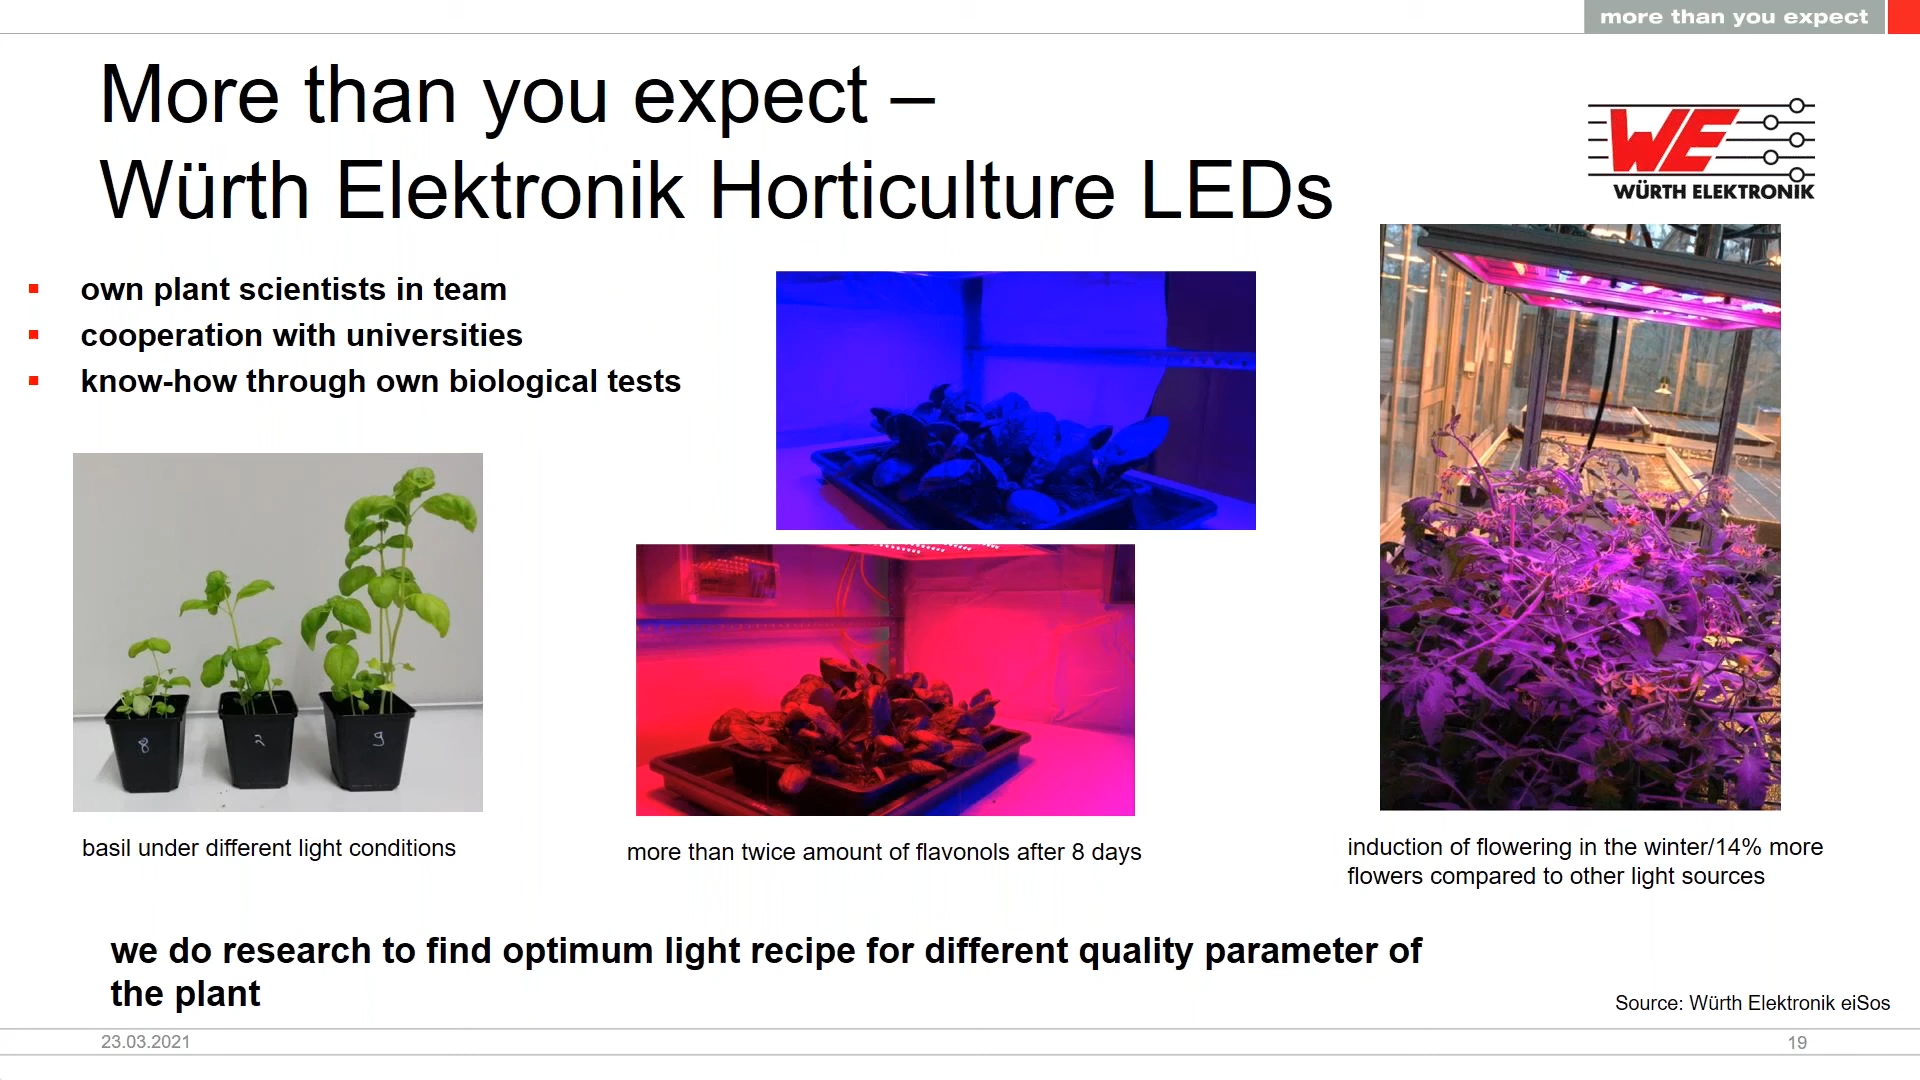 more than you expect
More than you expect –
Würth Elektronik Horticulture LEDs
WE
WÜRTH ELEKTRONIK
own plant scientists in team
cooperation with universities
know-how through own biological tests
8
2
9
basil under different light conditions
more than twice amount of flavonols after 8 days
induction of flowering in the winter/14% more
flowers compared to other light sources
we do research to find optimum light recipe for different quality parameter of
the plant
Source: Würth Elektronik eiSos
23.03.2021
19